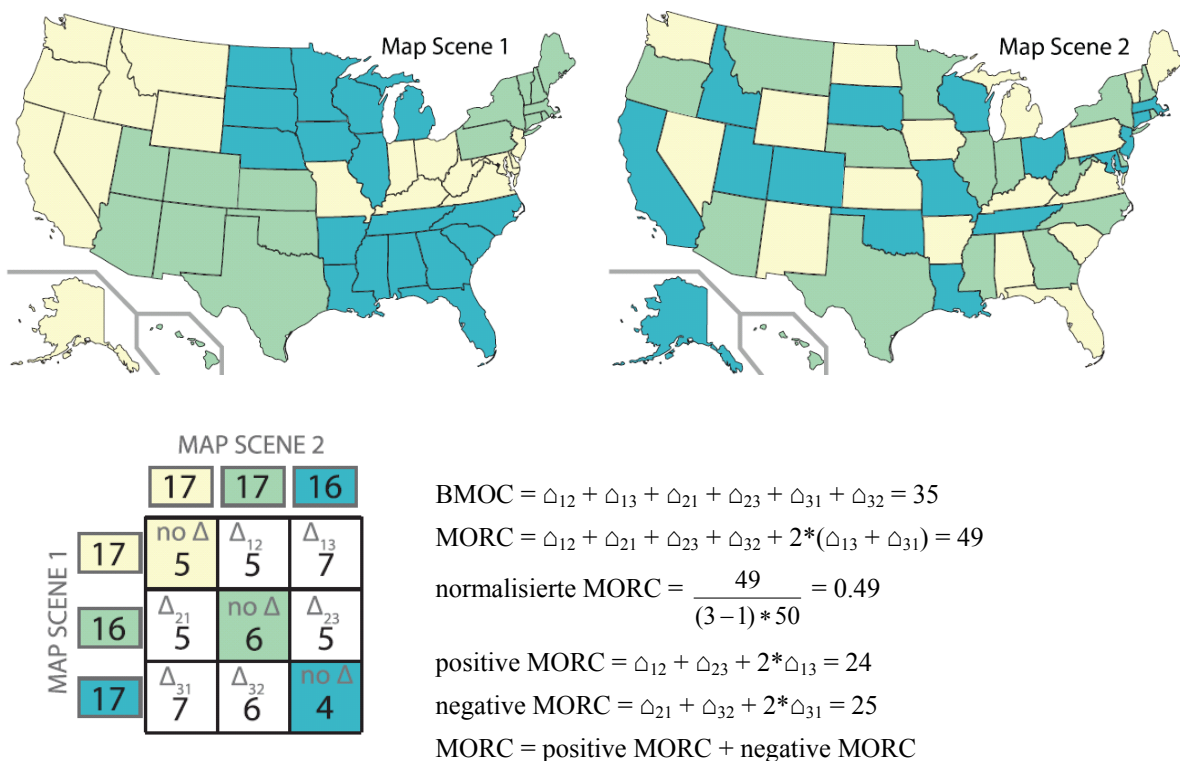 Map Scene 1
Map Scene 2
MAP SCENE 2
17 17 16
MAP SCENE 1
17 no Δ 5 Δ12 5 Δ13 7
16 Δ21 5 no Δ 6 Δ23 5
17 Δ31 7 Δ32 6 no Δ 4
BMOC = △12 + △13 + △21 + △23 + △31 + △32 = 35
MORC = △12 + △21 + △23 + △32 + 2*(△13 + △31) = 49
normalisierte MORC = 49 / (3 − 1) * 50 = 0.49
positive MORC = △12 + △23 + 2*△13 = 24
negative MORC = △21 + △32 + 2*△31 = 25
MORC = positive MORC + negative MORC